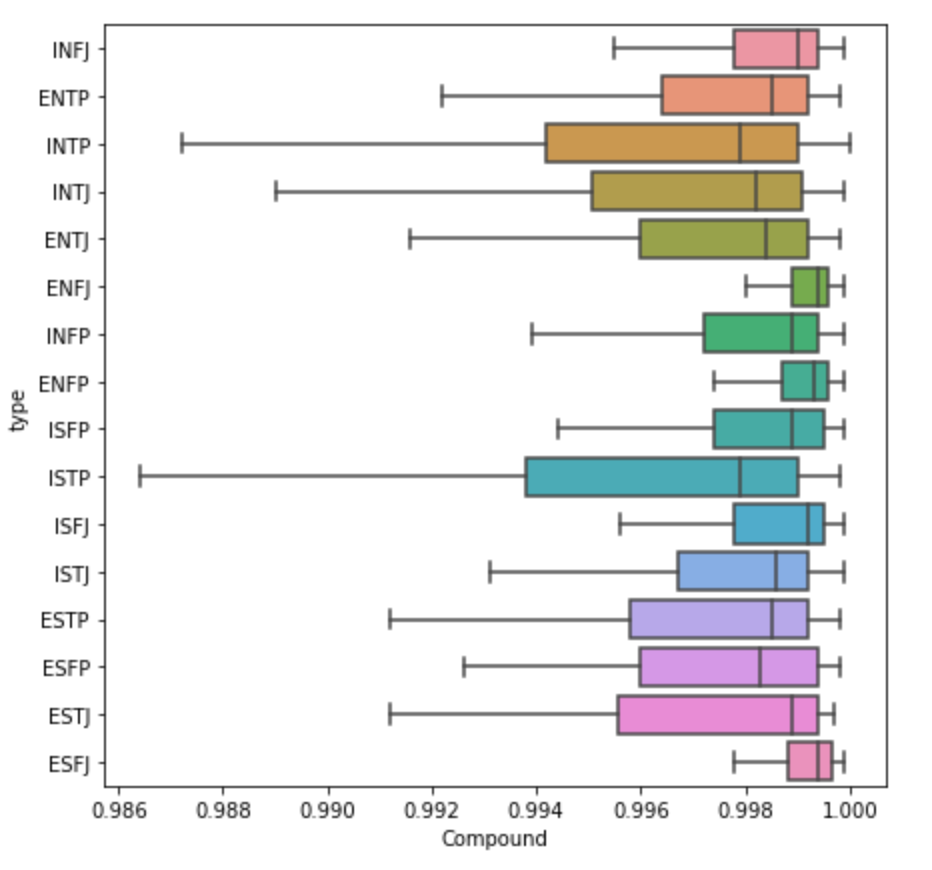 INFJ
ENTP
INTP
INTJ
ENTJ
ENFJ
INFP
ENFP
type
ISFP
ISTP
ISFJ
ISTJ
ESTP
ESFP
ESTJ
ESFJ
0.986 0.988 0.990 0.992 0.994 0.996 0.998 1.000
Compound